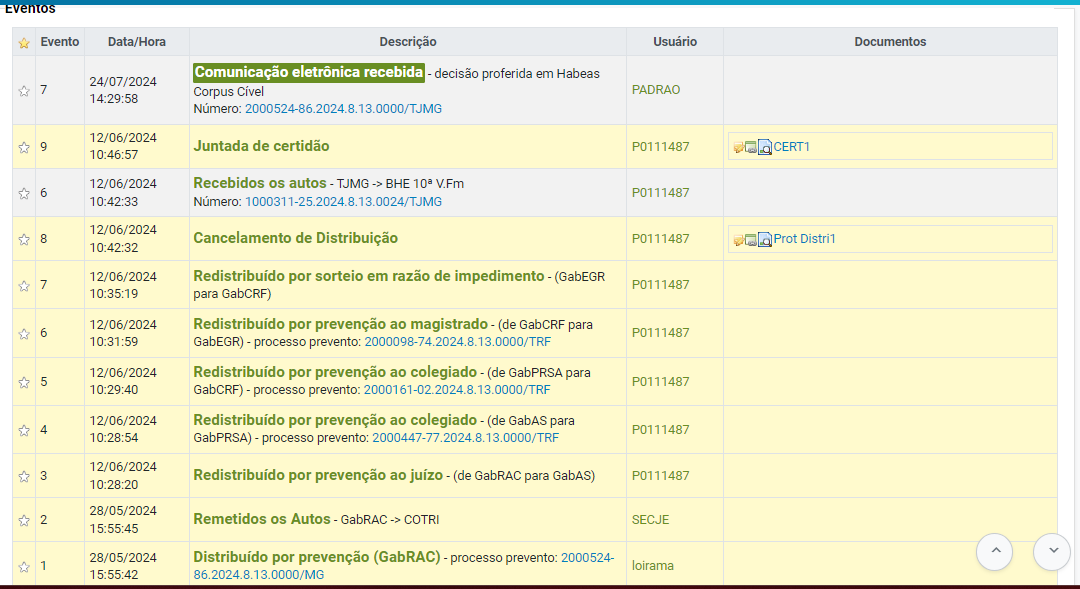 Eventos
Evento Data/Hora Descrição Usuário Documentos
7 24/07/2024 14:29:58 Comunicação eletrônica recebida - decisão proferida em Habeas PADRAO
Corpus Cível
Número: 2000524-86.2024.8.13.0000/TJMG
9 12/06/2024 10:46:57 Juntada de certidão P0111487 CERT1
6 12/06/2024 10:42:33 Recebidos os autos - TJMG -> BHE 10ª V.Fm P0111487
Número: 1000311-25.2024.8.13.0024/TJMG
8 12/06/2024 10:42:32 Cancelamento de Distribuição P0111487 Prot Distri1
7 12/06/2024 10:35:19 Redistribuído por sorteio em razão de impedimento - (GabEGR P0111487
para GabCRF)
6 12/06/2024 10:31:59 Redistribuído por prevenção ao magistrado - (de GabCRF para P0111487
GabEGR) - processo prevento: 2000098-74.2024.8.13.0000/TRF
5 12/06/2024 10:29:40 Redistribuído por prevenção ao colegiado - (de GabPRSA para P0111487
GabCRF) - processo prevento: 2000161-02.2024.8.13.0000/TRF
4 12/06/2024 10:28:54 Redistribuído por prevenção ao colegiado - (de GabAS para P0111487
GabPRSA) - processo prevento: 2000447-77.2024.8.13.0000/TRF
3 12/06/2024 10:28:20 Redistribuído por prevenção ao juízo - (de GabRAC para GabAS) P0111487
2 28/05/2024 15:55:45 Remetidos os Autos - GabRAC -> COTRI SECJE
1 28/05/2024 15:55:42 Distribuído por prevenção (GabRAC) - processo prevento: 2000524- loirama
86.2024.8.13.0000/MG